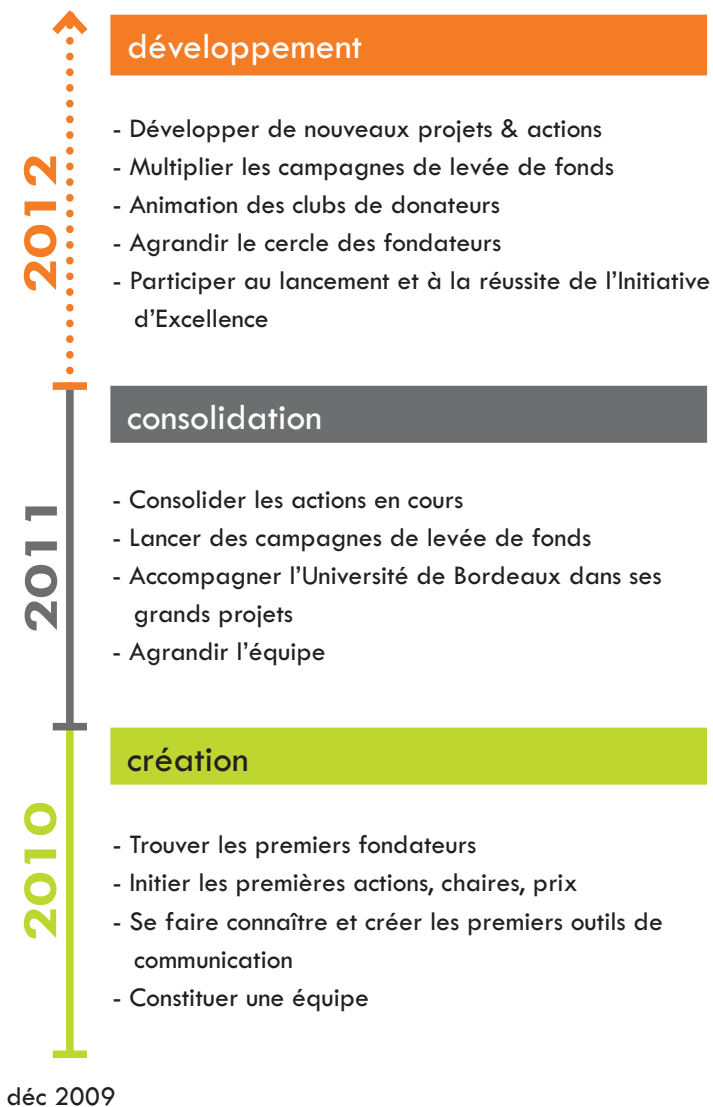 développement
2012
- Développer de nouveaux projets & actions
- Multiplier les campagnes de levée de fonds
- Animation des clubs de donateurs
- Agrandir le cercle des fondateurs
- Participer au lancement et à la réussite de l’Initiative
d’Excellence
consolidation
2011
- Consolider les actions en cours
- Lancer des campagnes de levée de fonds
- Accompagner l’Université de Bordeaux dans ses
grands projets
- Agrandir l’équipe
création
2010
- Trouver les premiers fondateurs
- Initier les premières actions, chaires, prix
- Se faire connaître et créer les premiers outils de
communication
- Constituer une équipe
déc 2009